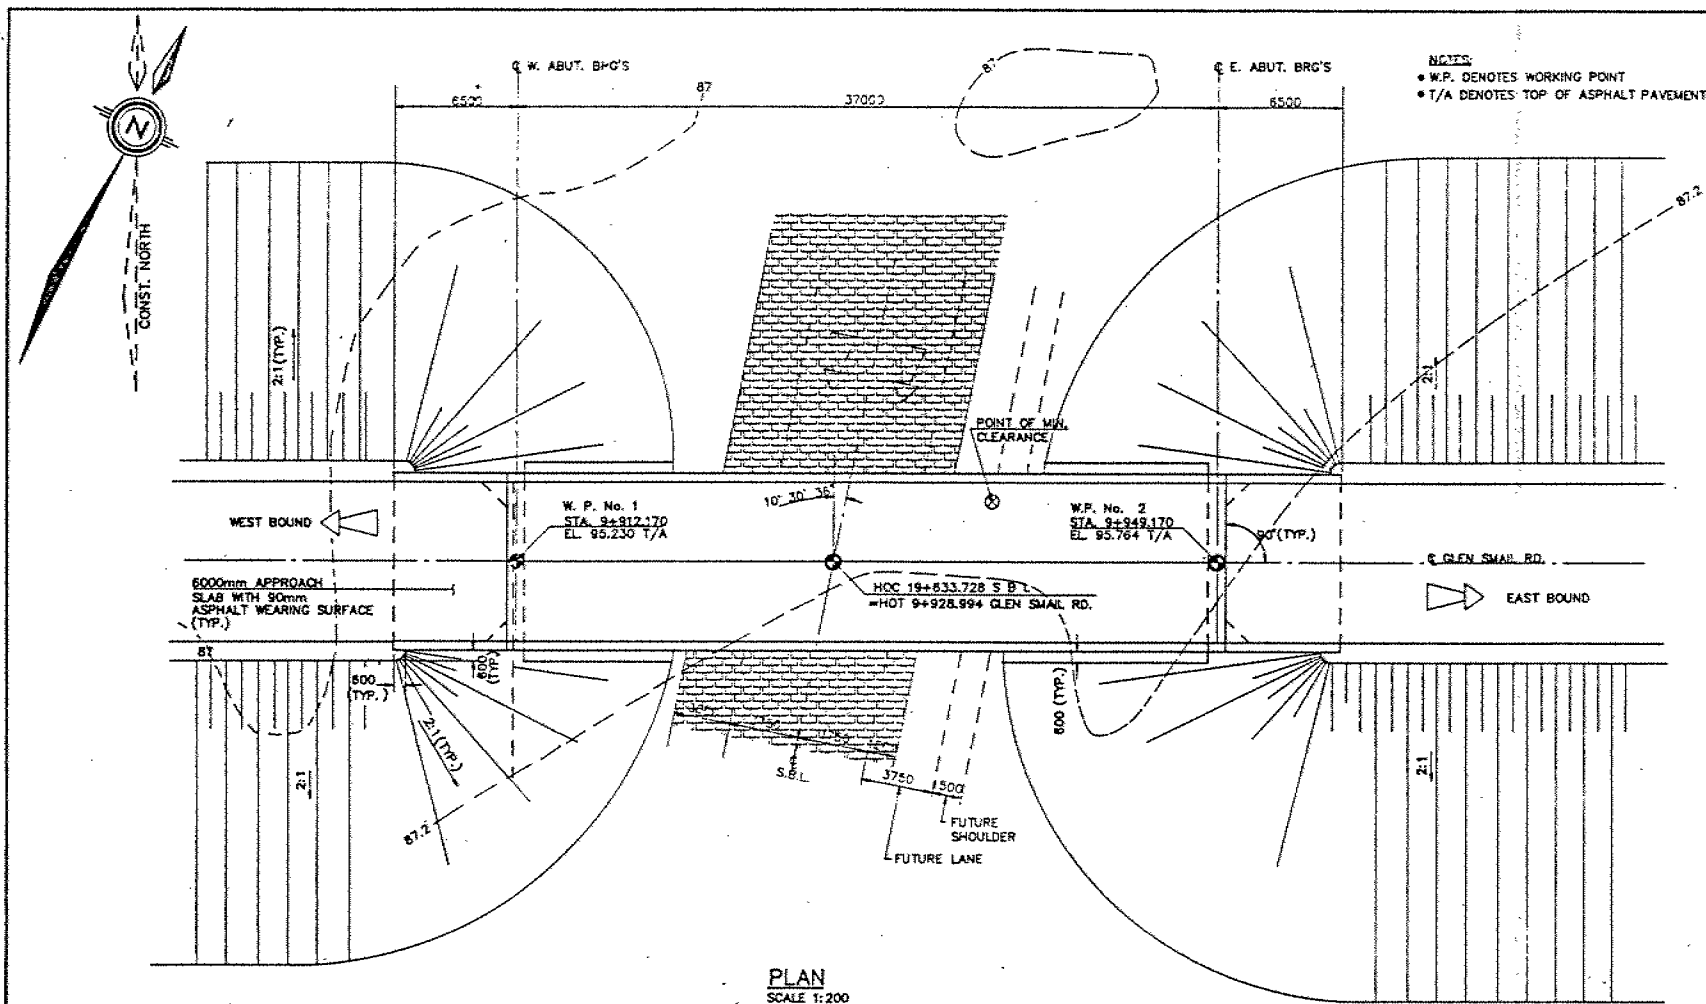 NOTES:
• W.P. DENOTES WORKING POINT
• T/A DENOTES TOP OF ASPHALT PAVEMENT
℄ W. ABUT. BRG'S
℄ E. ABUT. BRG'S
6500
37000
6500
87
87
87.2
N
CONST. NORTH
2:1 (TYP.)
2:1
POINT OF MIN.
CLEARANCE
10° 30' 36"
W. P. No. 1
STA. 9+912.170
EL. 95.230 T/A
W.P. No. 2
STA. 9+949.170
EL. 95.764 T/A
WEST BOUND
90°(TYP.)
℄ GLEN SMAIL RD.
6000mm APPROACH
SLAB WITH 90mm
ASPHALT WEARING SURFACE
(TYP.)
HOC 19+633.728 S B L
=HOT 9+928.994 GLEN SMAIL RD.
EAST BOUND
87
600
(TYP.)
600
(TYP.)
600 (TYP.)
2:1 (TYP.)
2:1
2:1
S.B.L.
3750
500
87.2
FUTURE
SHOULDER
FUTURE LANE
PLAN
SCALE 1:200